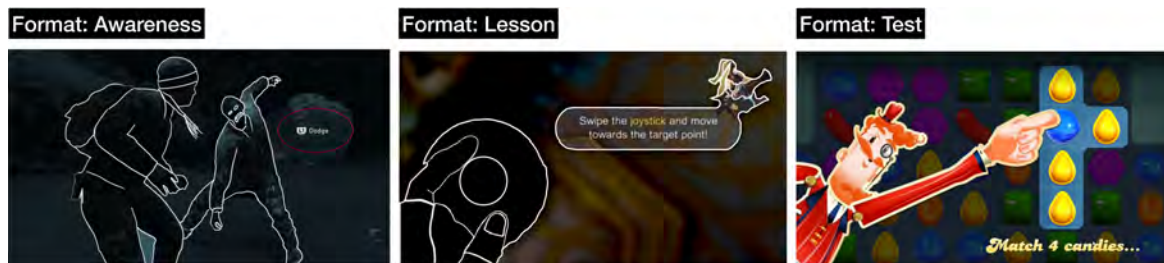 Format: Awareness
Format: Lesson
Format: Test
L1 Dodge
Swipe the joystick and move
towards the target point!
Match 4 candies...